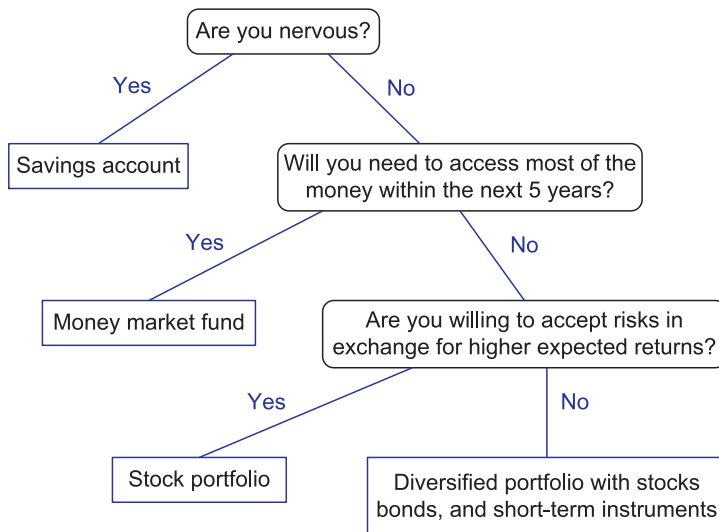 Are you nervous?
Yes
No
Savings account
Will you need to access most of the
money within the next 5 years?
Yes
No
Money market fund
Are you willing to accept risks in
exchange for higher expected returns?
Yes
No
Stock portfolio
Diversified portfolio with stocks
bonds, and short-term instruments